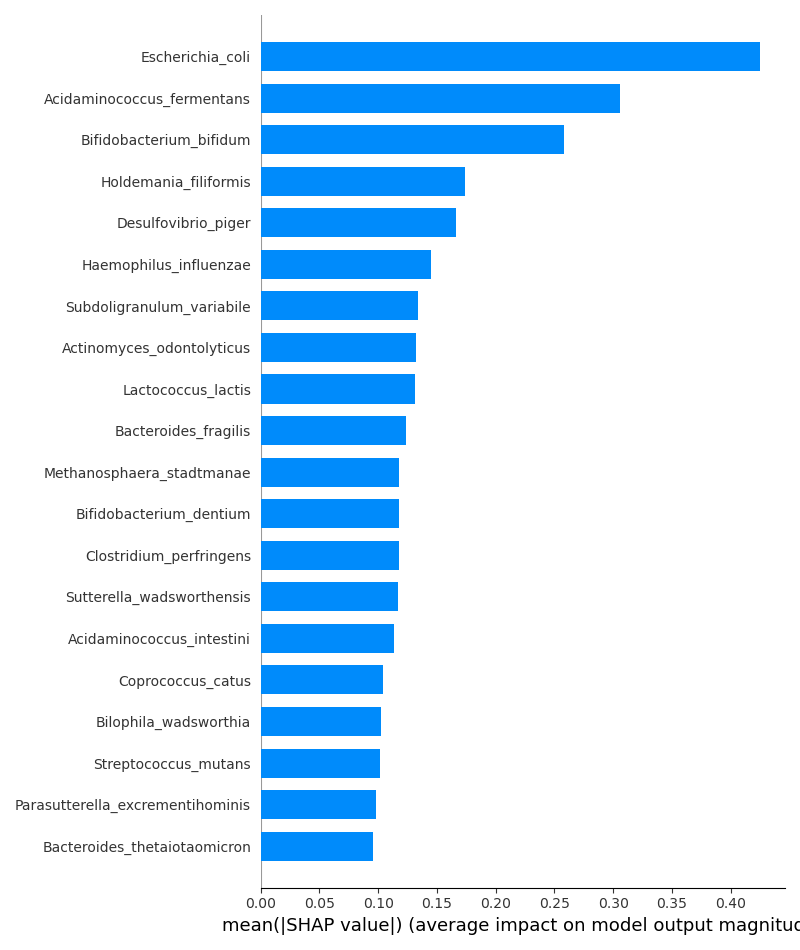 Escherichia_coli
Acidaminococcus_fermentans
Bifidobacterium_bifidum
Holdemania_filiformis
Desulfovibrio_piger
Haemophilus_influenzae
Subdoligranulum_variabile
Actinomyces_odontolyticus
Lactococcus_lactis
Bacteroides_fragilis
Methanosphaera_stadtmanae
Bifidobacterium_dentium
Clostridium_perfringens
Sutterella_wadsworthensis
Acidaminococcus_intestini
Coprococcus_catus
Bilophila_wadsworthia
Streptococcus_mutans
Parasutterella_excrementihominis
Bacteroides_thetaiotaomicron
0.00 0.05 0.10 0.15 0.20 0.25 0.30 0.35 0.40
mean(|SHAP value|) (average impact on model output magnitud